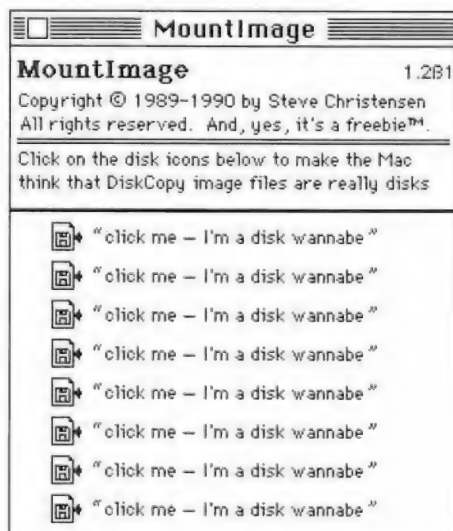 MountImage
MountImage 1.2B1
Copyright © 1989-1990 by Steve Christensen
All rights reserved. And, yes, it's a freebie™.
Click on the disk icons below to make the Mac
think that DiskCopy image files are really disks
“click me – I'm a disk wannabe”
“click me – I'm a disk wannabe”
“click me – I'm a disk wannabe”
“click me – I'm a disk wannabe”
“click me – I'm a disk wannabe”
“click me – I'm a disk wannabe”
“click me – I'm a disk wannabe”
“click me – I'm a disk wannabe”